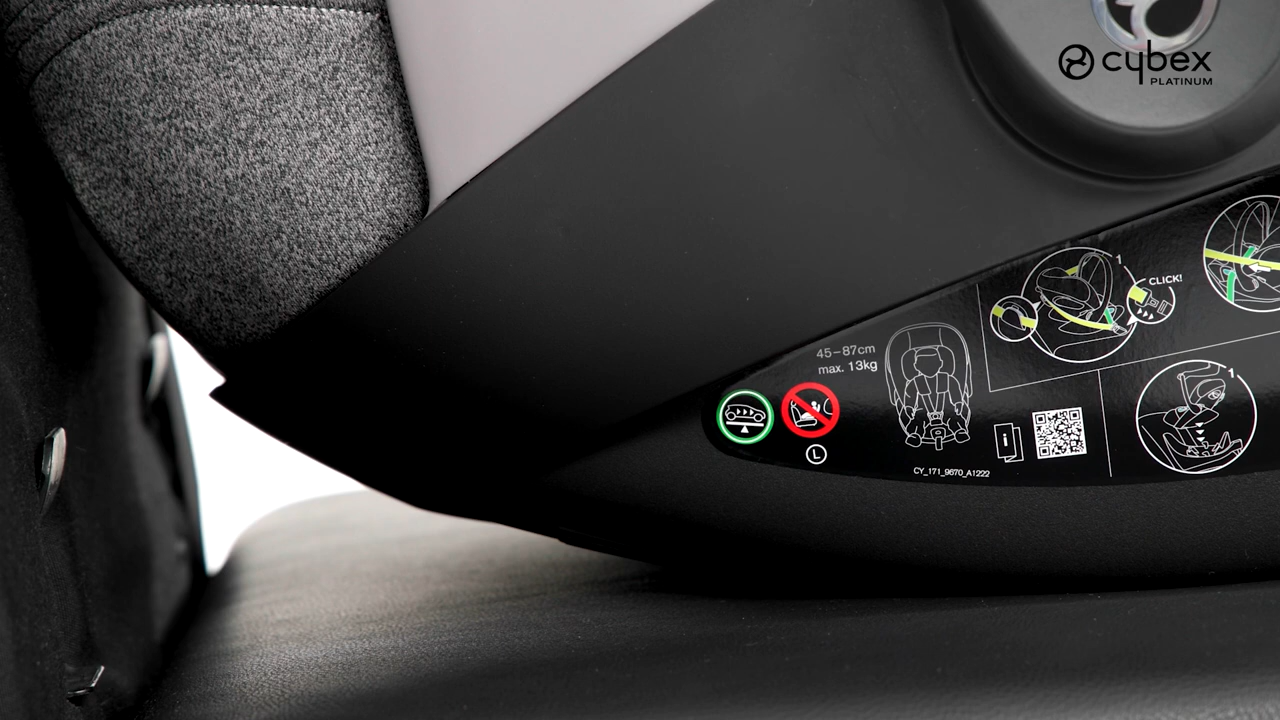 cybex
PLATINUM
1
CLICK!
45-87cm
max. 13kg
1
i
L
CY_171_9670_A1222